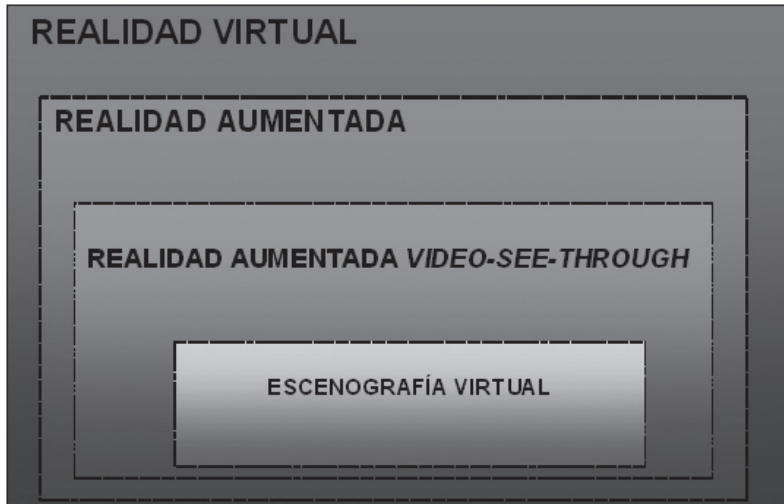 REALIDAD VIRTUAL
REALIDAD AUMENTADA
REALIDAD AUMENTADA VIDEO-SEE-THROUGH
ESCENOGRAFÍA VIRTUAL